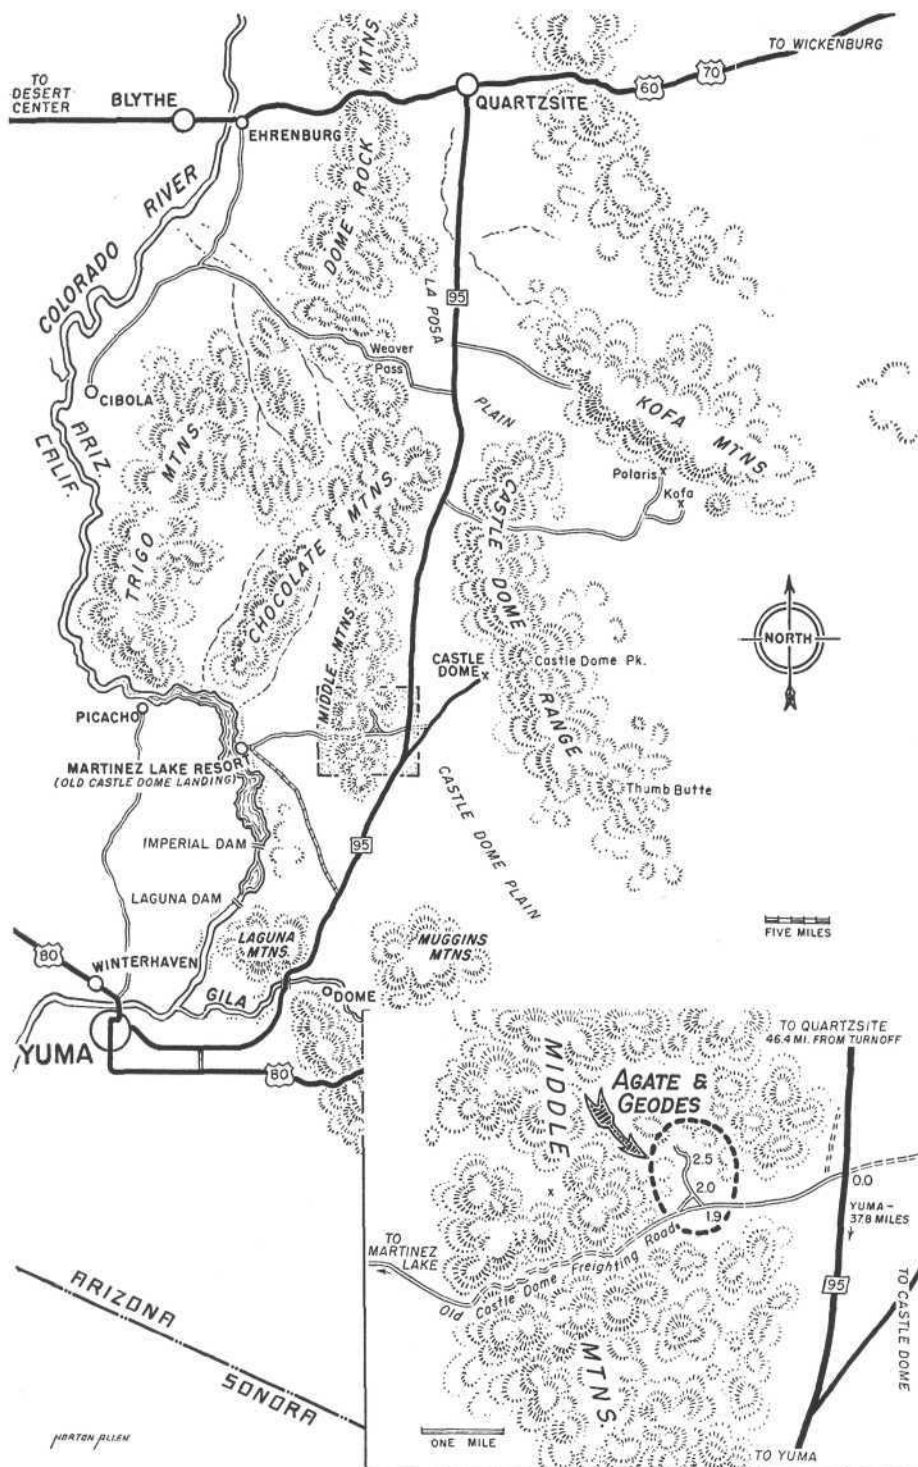 TO WICKENBURG
MTNS.
70
60
TO
DESERT
CENTER
BLYTHE
QUARTZSITE
EHRENBURG
DOME ROCK
COLORADO RIVER
LA POSA
95
Weaver
Pass
PLAIN
CIBOLA
ARIZ
CALIF.
KOFA MTNS
MTNS.
TRIGO
MTNS.
CHOCOLATE
Polaris
Kofa
CASTLE DOME
RANGE
NORTH
MIDDLE MTNS
CASTLE
DOME
Castle Dome Pk.
PICACHO
MARTINEZ LAKE RESORT
(OLD CASTLE DOME LANDING)
Thumb Butte
CASTLE DOME PLAIN
IMPERIAL DAM
95
LAGUNA DAM
FIVE MILES
80
WINTERHAVEN
LAGUNA
MTNS.
MUGGINS
MTNS.
GILA
DOME
YUMA
80
TO QUARTZSITE
46.4 MI. FROM TURNOFF
MIDDLE
AGATE &
GEODES
2.5
2.0
1.9
0.0
YUMA-
37.8 MILES
TO
MARTINEZ
LAKE
Old Castle Dome Freighting Road
95
TO CASTLE DOME
MTNS.
ONE MILE
TO YUMA
ARIZONA
SONORA
NORTON ALLEN